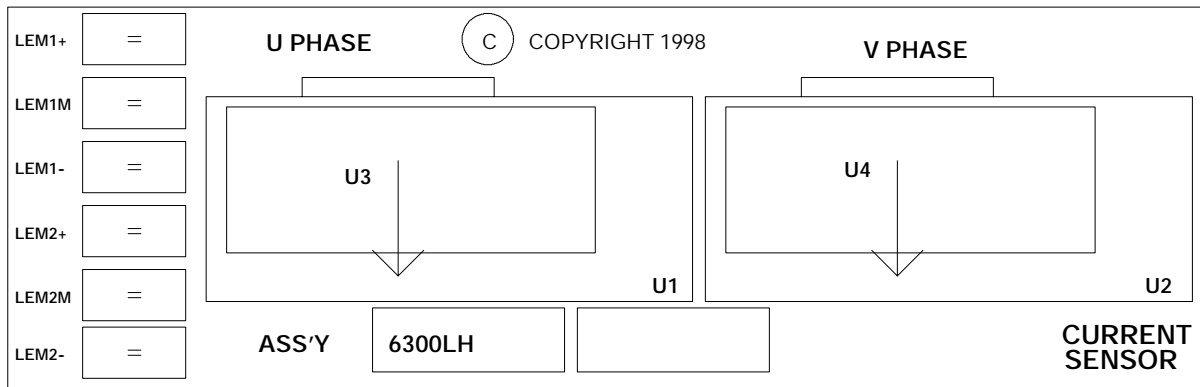 LEM1+ =
LEM1M =
LEM1- =
LEM2+ =
LEM2M =
LEM2- =
U PHASE
C COPYRIGHT 1998
V PHASE
U3
U1
U4
U2
ASS'Y 6300LH
CURRENT
SENSOR